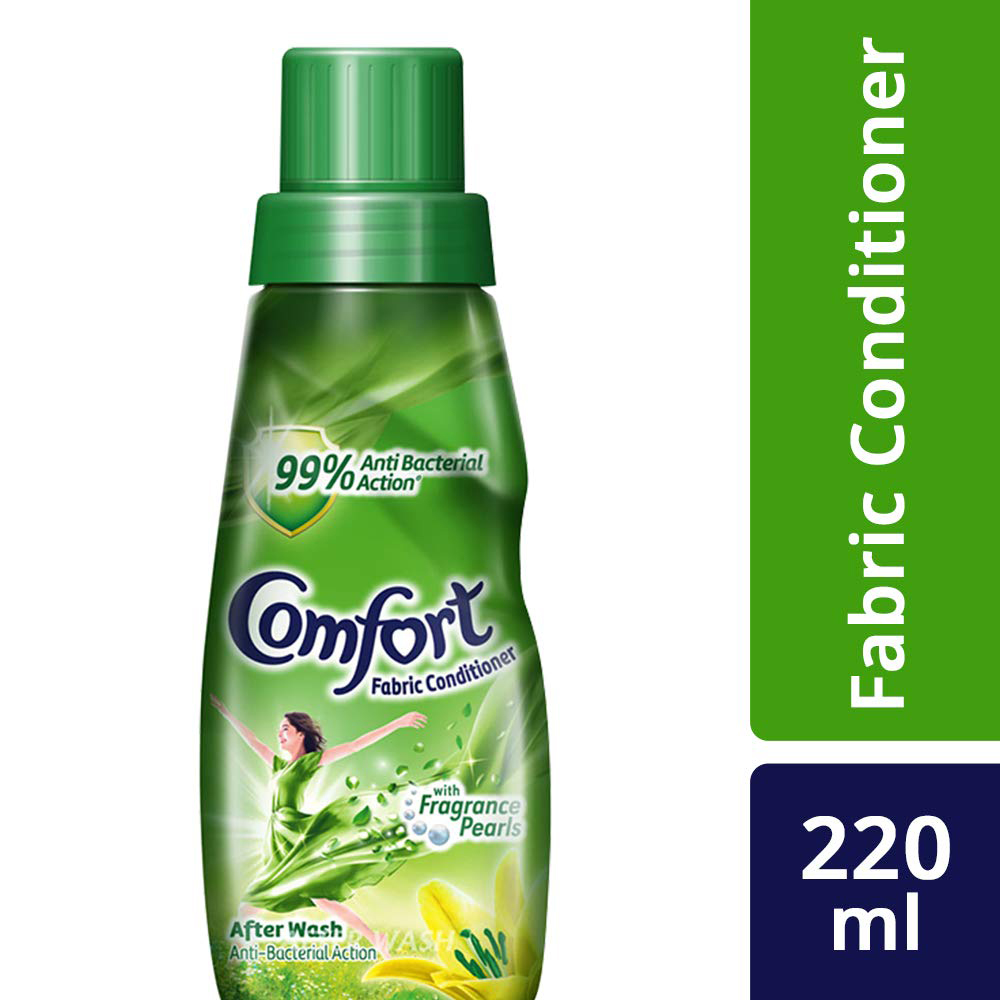 99% Anti Bacterial
Action*
Comfort
Fabric Conditioner
with
Fragrance
Pearls
After Wash
WASH
Anti-Bacterial Action
Fabric Conditioner
220
ml